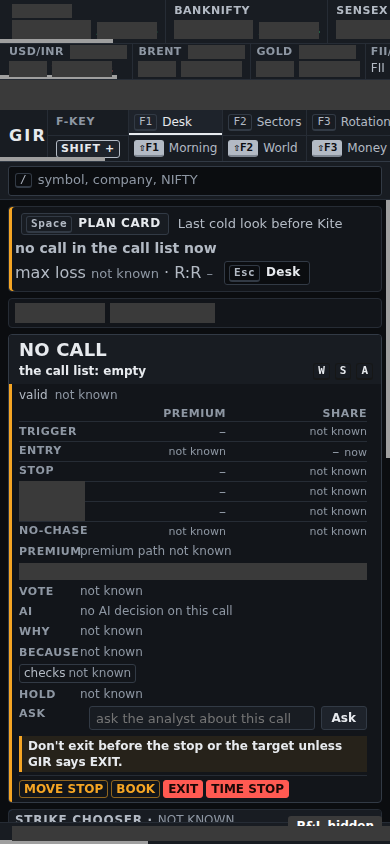 BANKNIFTY
SENSEX
USD/INR
BRENT
GOLD
FII
GIR
F-KEY
F1 Desk
F2 Sectors
F3 Rotation
SHIFT +
⇧F1 Morning
⇧F2 World
⇧F3 Money
/ symbol, company, NIFTY
Space PLAN CARD Last cold look before Kite
no call in the call list now
max loss not known · R:R –
Esc Desk
NO CALL
the call list: empty
W S A
valid not known
PREMIUM SHARE
TRIGGER – not known
ENTRY not known – now
STOP – not known
– not known
– not known
NO-CHASE not known not known
PREMIUM premium path not known
VOTE not known
AI no AI decision on this call
WHY not known
BECAUSE not known
checks not known
HOLD not known
ASK ask the analyst about this call Ask
Don't exit before the stop or the target unless
GIR says EXIT.
MOVE STOP BOOK EXIT TIME STOP
STRIKE CHOOSER · NOT KNOWN